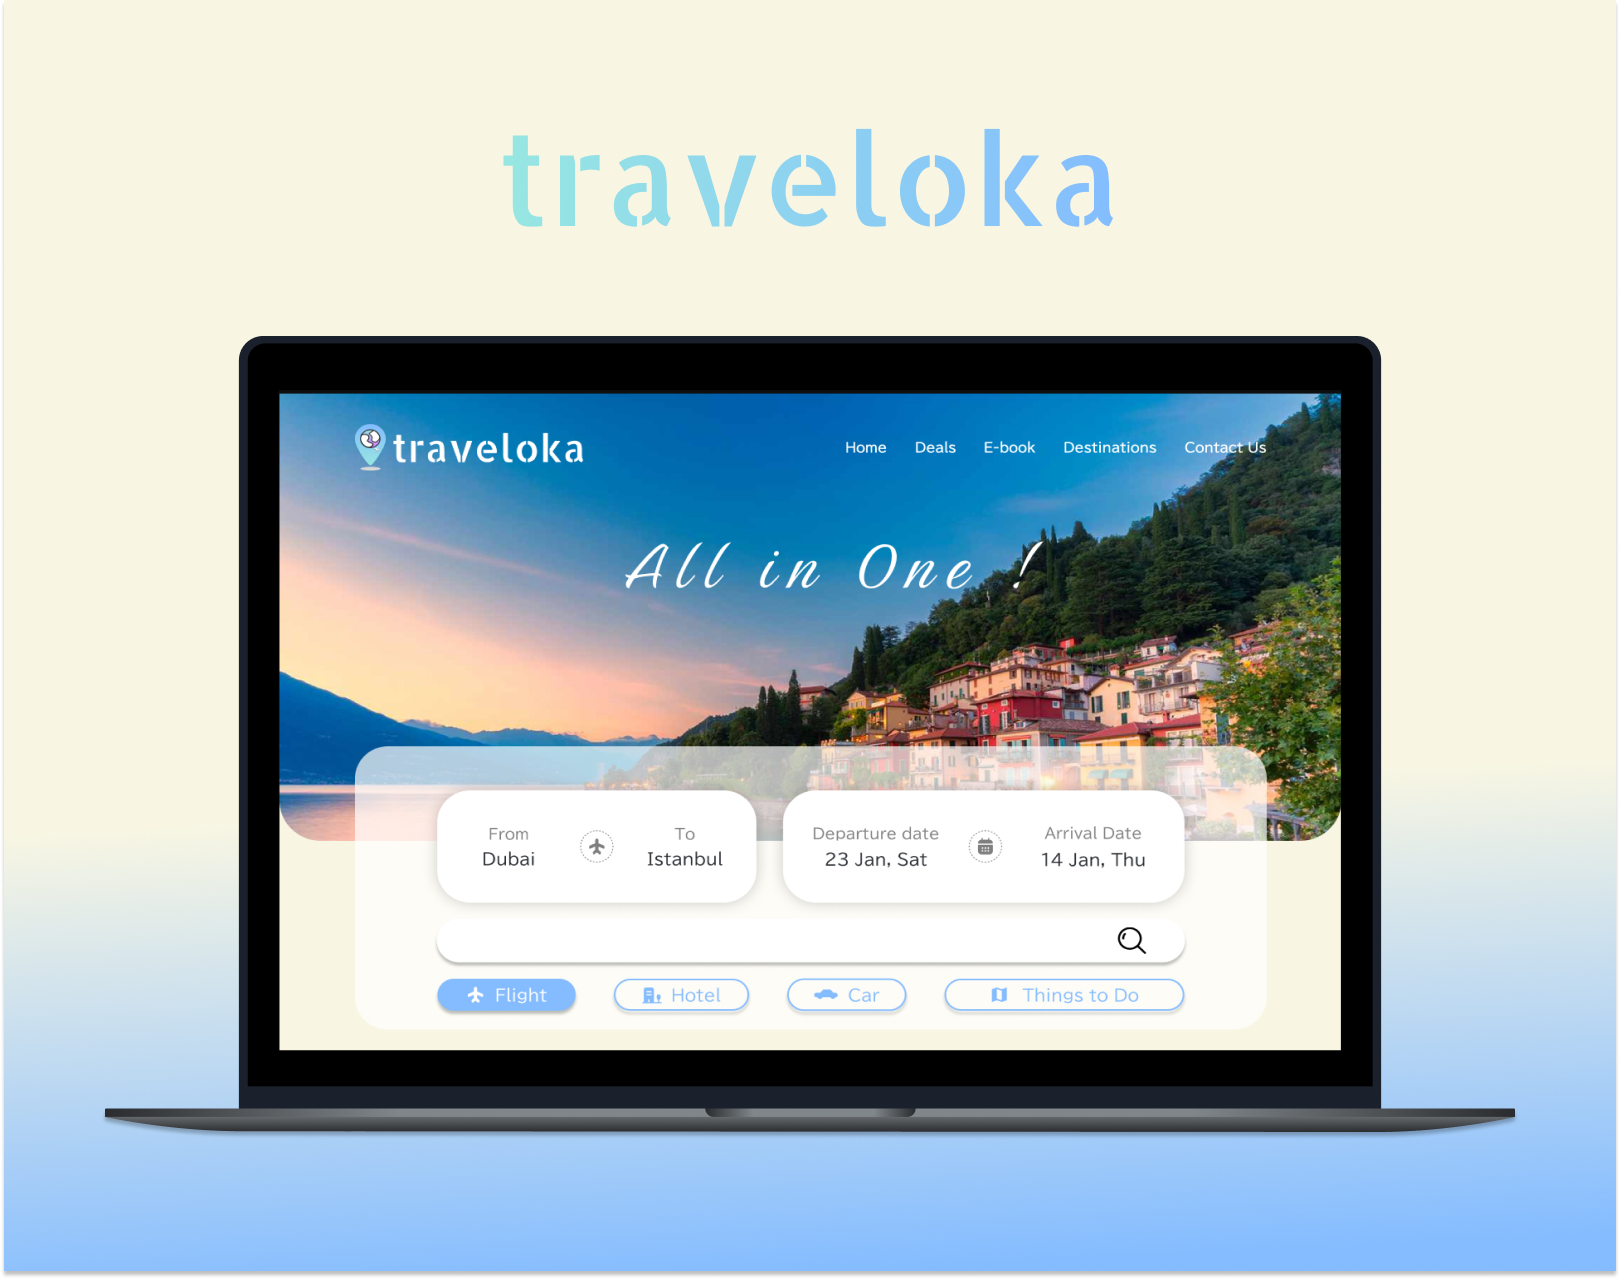 traveloka
traveloka
Home Deals E-book Destinations Contact Us
All in One !
From To
Dubai Istanbul
Departure date Arrival Date
23 Jan, Sat 14 Jan, Thu
Flight Hotel Car Things to Do